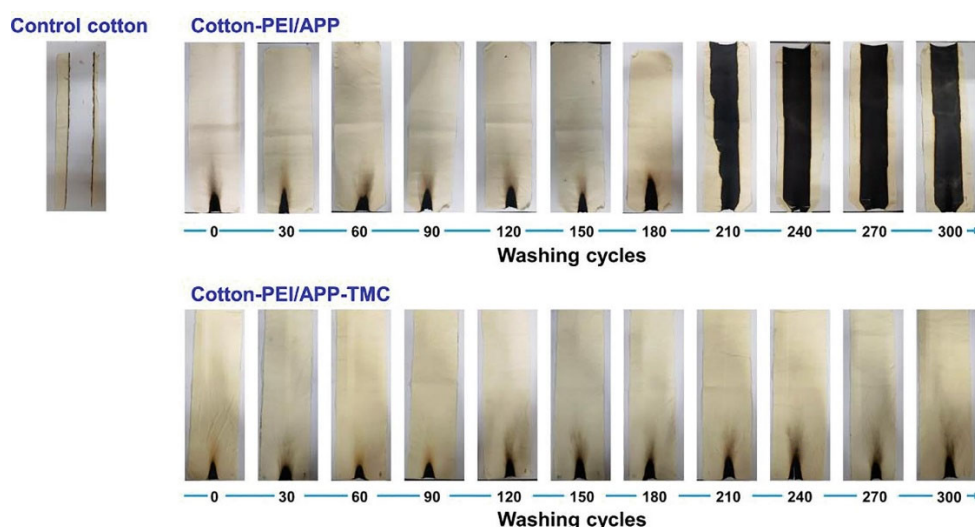 Control cotton
Cotton-PEI/APP
0 30 60 90 120 150 180 210 240 270 300
Washing cycles
Cotton-PEI/APP-TMC
0 30 60 90 120 150 180 210 240 270 300
Washing cycles